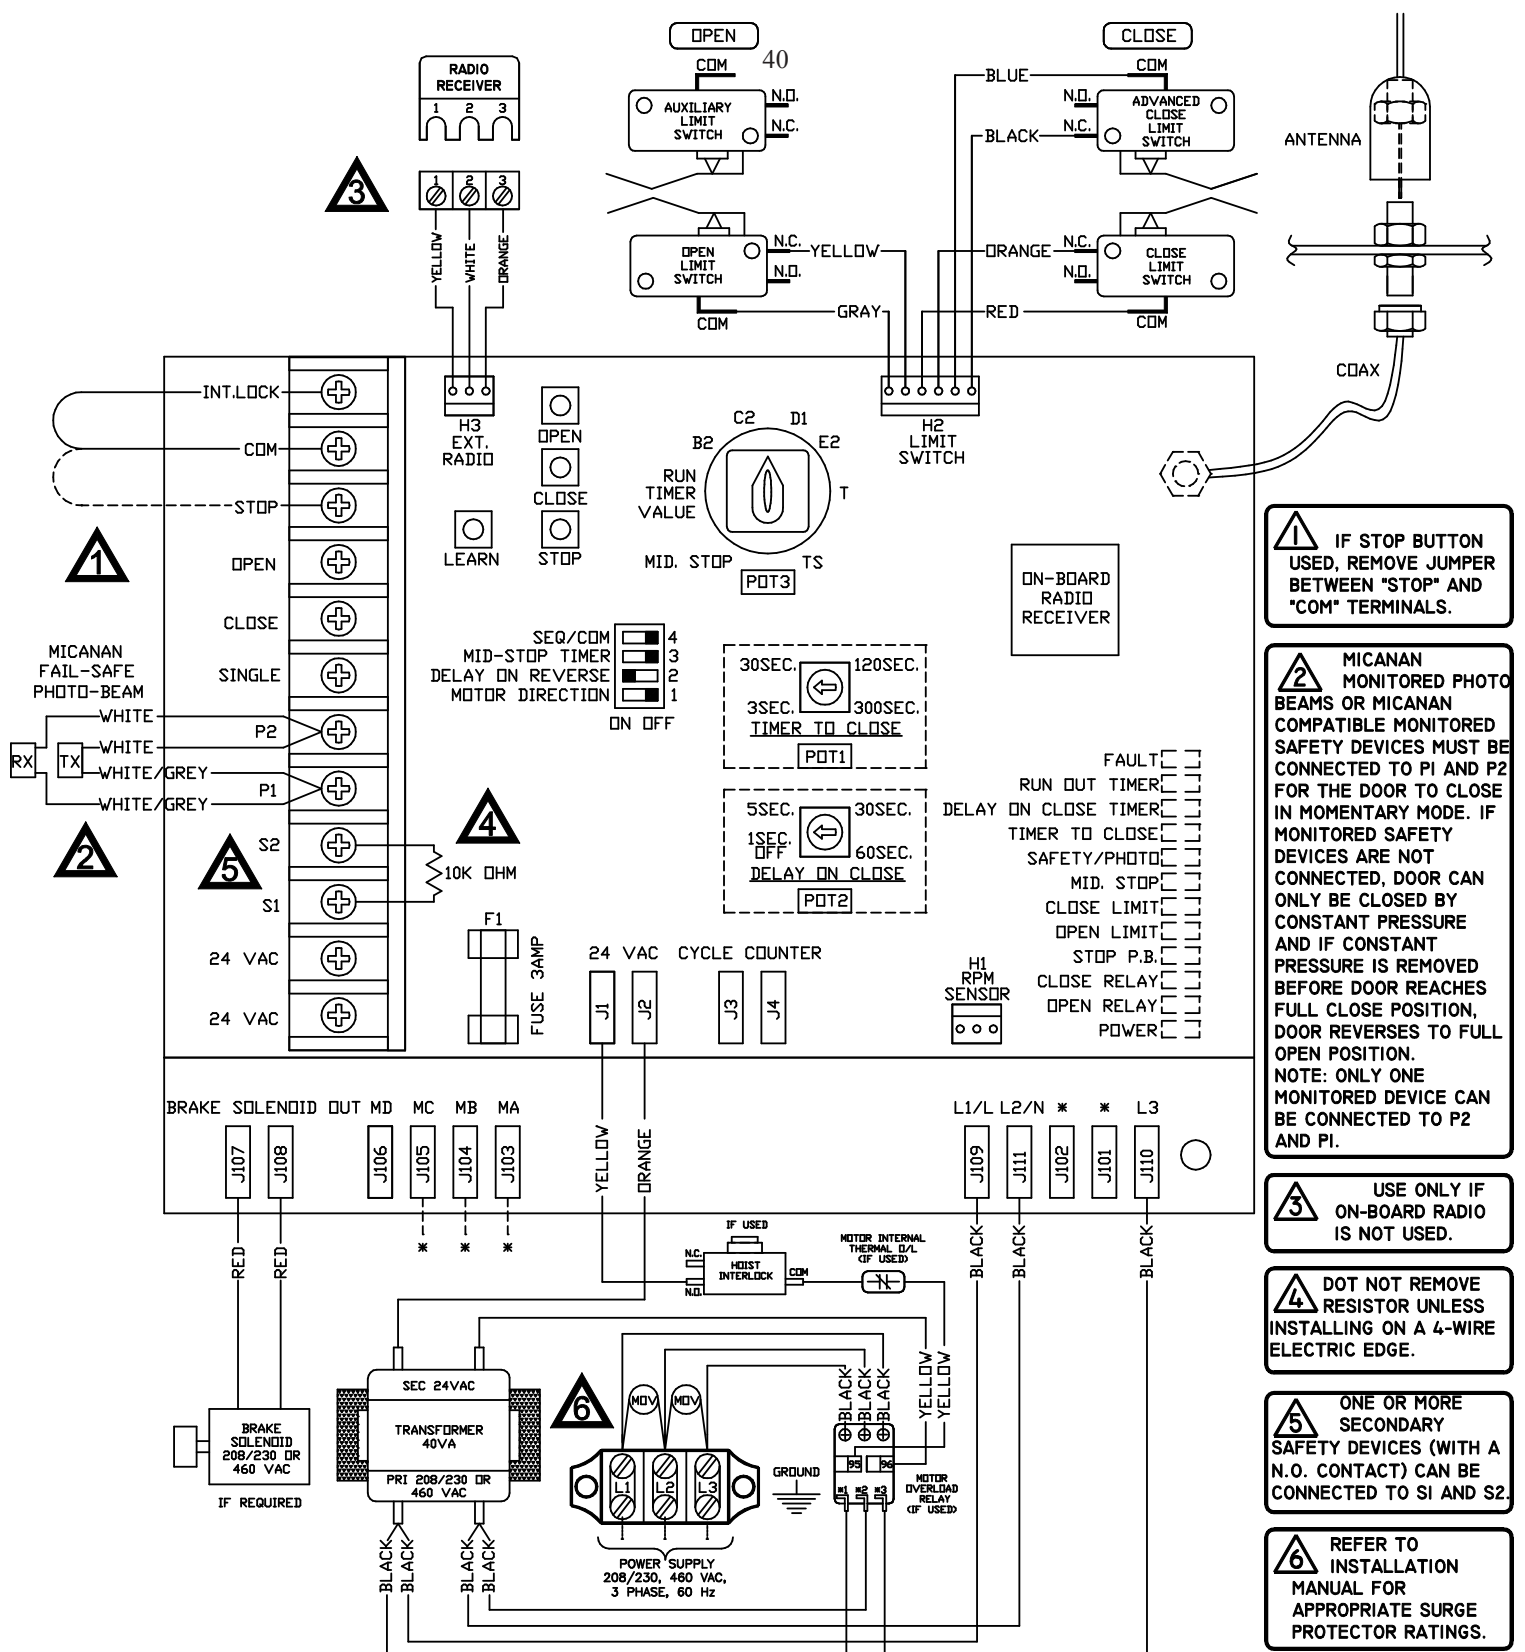 OPEN
CLOSE
40
RADIO
RECEIVER
1 2 3
3
1 2 3
YELLOW
WHITE
ORANGE
COM
N.O.
N.C.
AUXILIARY
LIMIT
SWITCH
OPEN
LIMIT
SWITCH
N.C.
N.O.
COM
YELLOW
GRAY
BLUE
BLACK
ORANGE
RED
COM
N.O.
N.C.
ADVANCED
CLOSE
LIMIT
SWITCH
N.C.
N.O.
CLOSE
LIMIT
SWITCH
COM
ANTENNA
COAX
INT.LOCK
COM
STOP
1
OPEN
CLOSE
SINGLE
MICANAN
FAIL-SAFE
PHOTO-BEAM
WHITE
WHITE
WHITE/GREY
WHITE/GREY
RX
TX
P2
P1
2
5
S2
S1
4
10K OHM
24 VAC
24 VAC
H3
EXT.
RADIO
OPEN
CLOSE
STOP
LEARN
C2
D1
B2
E2
RUN
TIMER
VALUE
T
MID. STOP
TS
POT3
H2
LIMIT
SWITCH
ON-BOARD
RADIO
RECEIVER
SEQ/COM 4
MID-STOP TIMER 3
DELAY ON REVERSE 2
MOTOR DIRECTION 1
ON OFF
30SEC. 120SEC.
3SEC. 300SEC.
TIMER TO CLOSE
POT1
5SEC. 30SEC.
1SEC.
OFF
60SEC.
DELAY ON CLOSE
POT2
FAULT
RUN OUT TIMER
DELAY ON CLOSE TIMER
TIMER TO CLOSE
SAFETY/PHOTO
MID. STOP
CLOSE LIMIT
OPEN LIMIT
STOP P.B.
CLOSE RELAY
OPEN RELAY
POWER
F1
FUSE 3AMP
24 VAC
CYCLE COUNTER
J1
J2
J3
J4
H1
RPM
SENSOR
BRAKE SOLENOID OUT MD MC MB MA
J107
J108
J106
J105
J104
J103
* * *
L1/L L2/N * * L3
J109
J111
J102
J101
J110
RED
RED
YELLOW
ORANGE
BLACK
BLACK
BLACK
IF USED
N.C.
N.O.
HOIST
INTERLOCK
COM
MOTOR INTERNAL
THERMAL O/L
(IF USED)
BRAKE
SOLENOID
208/230 OR
460 VAC
IF REQUIRED
SEC 24VAC
TRANSFORMER
40VA
PRI 208/230 OR
460 VAC
BLACK
BLACK
BLACK
BLACK
6
MOV
MOV
L1 L2 L3
POWER SUPPLY
208/230, 460 VAC,
3 PHASE, 60 Hz
GROUND
BLACK
BLACK
BLACK
YELLOW
YELLOW
95 96
*1 *2 *3
MOTOR
OVERLOAD
RELAY
(IF USED)
1 IF STOP BUTTON
USED, REMOVE JUMPER
BETWEEN "STOP" AND
"COM" TERMINALS.
2 MICANAN
MONITORED PHOTO
BEAMS OR MICANAN
COMPATIBLE MONITORED
SAFETY DEVICES MUST BE
CONNECTED TO P1 AND P2
FOR THE DOOR TO CLOSE
IN MOMENTARY MODE. IF
MONITORED SAFETY
DEVICES ARE NOT
CONNECTED, DOOR CAN
ONLY BE CLOSED BY
CONSTANT PRESSURE
AND IF CONSTANT
PRESSURE IS REMOVED
BEFORE DOOR REACHES
FULL CLOSE POSITION,
DOOR REVERSES TO FULL
OPEN POSITION.
NOTE: ONLY ONE
MONITORED DEVICE CAN
BE CONNECTED TO P2
AND P1.
3 USE ONLY IF
ON-BOARD RADIO
IS NOT USED.
4 DOT NOT REMOVE
RESISTOR UNLESS
INSTALLING ON A 4-WIRE
ELECTRIC EDGE.
5 ONE OR MORE
SECONDARY
SAFETY DEVICES (WITH A
N.O. CONTACT) CAN BE
CONNECTED TO S1 AND S2.
6 REFER TO
INSTALLATION
MANUAL FOR
APPROPRIATE SURGE
PROTECTOR RATINGS.